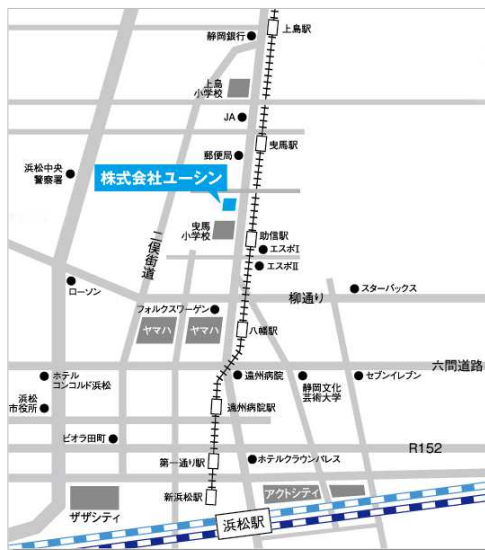 上島駅
静岡銀行
上島
小学校
JA
曳馬駅
郵便局
浜松中央
警察署
株式会社ユーシン
二俣街道
曳馬
小学校
助信駅
エスポⅠ
エスポⅡ
ローソン
スターバックス
柳通り
フォルクスワーゲン
ヤマハ
ヤマハ
八幡駅
六間道路
ホテル
コンコルド浜松
遠州病院
静岡文化
芸術大学
セブンイレブン
浜松
市役所
遠州病院駅
ビオラ田町
R152
第一通り駅
ホテルクラウンパレス
新浜松駅
アクトシティ
ザザシティ
浜松駅